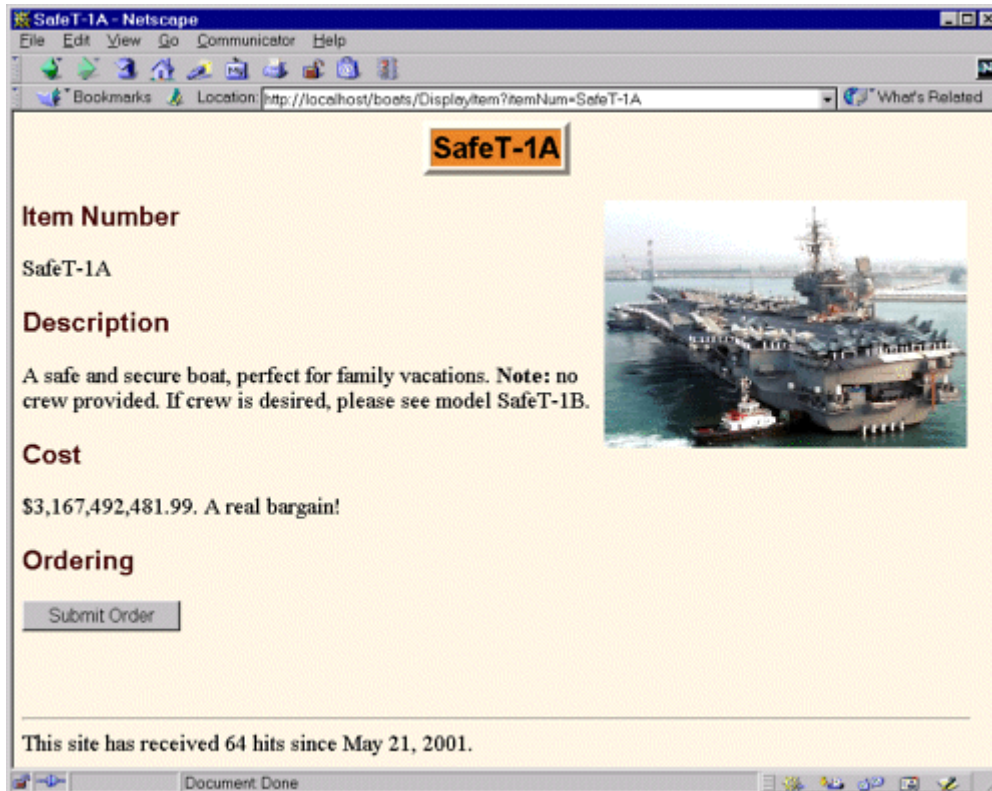 SafeT-1A - Netscape
File Edit View Go Communicator Help
Bookmarks Location: http://localhost/boats/DisplayItem?itemNum=SafeT-1A What's Related
SafeT-1A
Item Number
SafeT-1A
Description
A safe and secure boat, perfect for family vacations. Note: no
crew provided. If crew is desired, please see model SafeT-1B.
Cost
$3,167,492,481.99. A real bargain!
Ordering
Submit Order
This site has received 64 hits since May 21, 2001.
Document Done